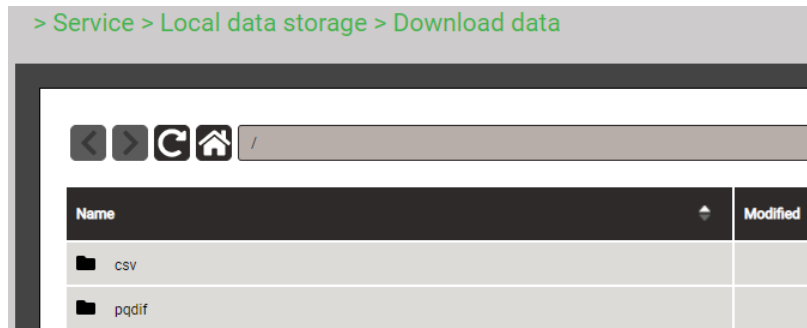 > Service > Local data storage > Download data
/
Name Modified
csv
pqdif